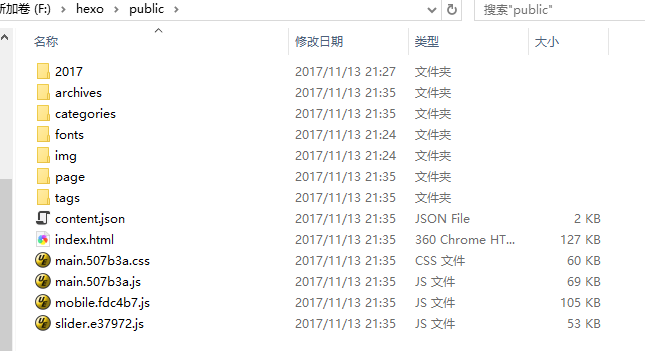 新加卷 (F:) > hexo > public > 搜索"public"
名称 修改日期 类型 大小
2017 2017/11/13 21:27 文件夹
archives 2017/11/13 21:35 文件夹
categories 2017/11/13 21:35 文件夹
fonts 2017/11/13 21:24 文件夹
img 2017/11/13 21:24 文件夹
page 2017/11/13 21:35 文件夹
tags 2017/11/13 21:35 文件夹
content.json 2017/11/13 21:35 JSON File 2 KB
index.html 2017/11/13 21:35 360 Chrome HT... 127 KB
main.507b3a.css 2017/11/13 21:35 CSS 文件 60 KB
main.507b3a.js 2017/11/13 21:35 JS 文件 69 KB
mobile.fdc4b7.js 2017/11/13 21:35 JS 文件 105 KB
slider.e37972.js 2017/11/13 21:35 JS 文件 53 KB